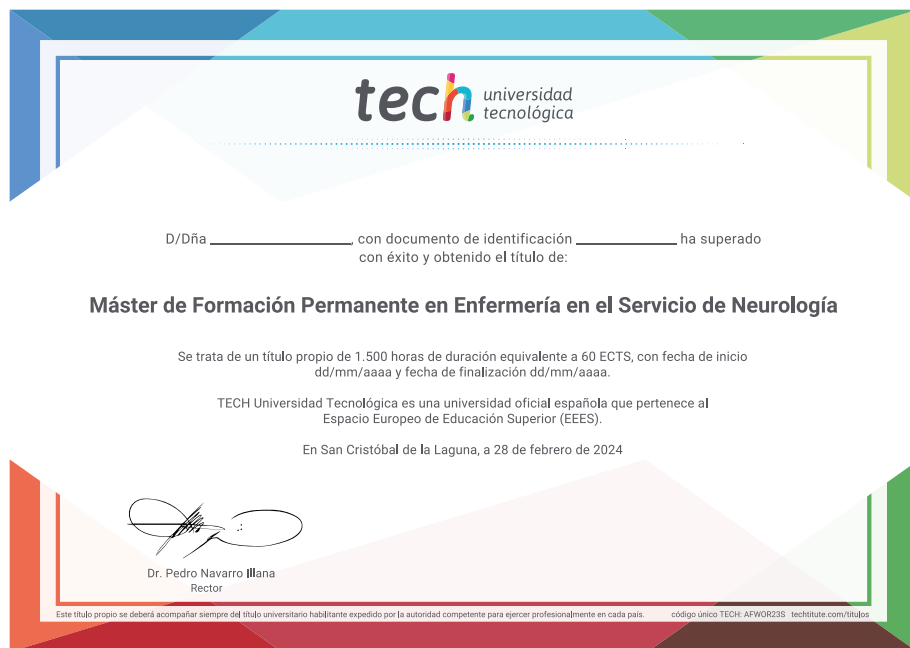 tech universidad
tecnológica
D/Dña ________________, con documento de identificación ____________ ha superado
con éxito y obtenido el título de:
Máster de Formación Permanente en Enfermería en el Servicio de Neurología
Se trata de un título propio de 1.500 horas de duración equivalente a 60 ECTS, con fecha de inicio
dd/mm/aaaa y fecha de finalización dd/mm/aaaa.
TECH Universidad Tecnológica es una universidad oficial española que pertenece al
Espacio Europeo de Educación Superior (EEES).
En San Cristóbal de la Laguna, a 28 de febrero de 2024
Dr. Pedro Navarro Illana
Rector
Este título propio se deberá acompañar siempre del título universitario habilitante expedido por la autoridad competente para ejercer profesionalmente en cada país. código único TECH: AFWOR23S techtitute.com/titulos